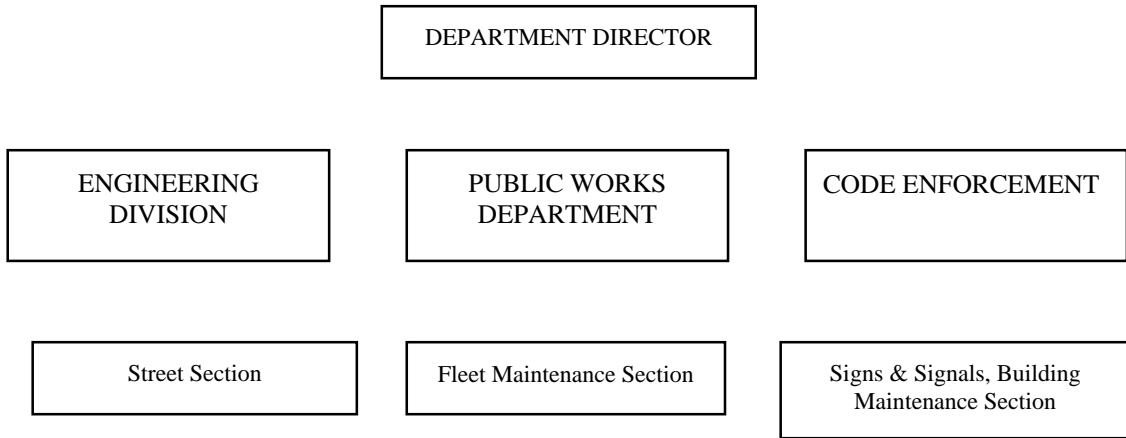 DEPARTMENT DIRECTOR
ENGINEERING
DIVISION
PUBLIC WORKS
DEPARTMENT
CODE ENFORCEMENT
Street Section
Fleet Maintenance Section
Signs & Signals, Building
Maintenance Section